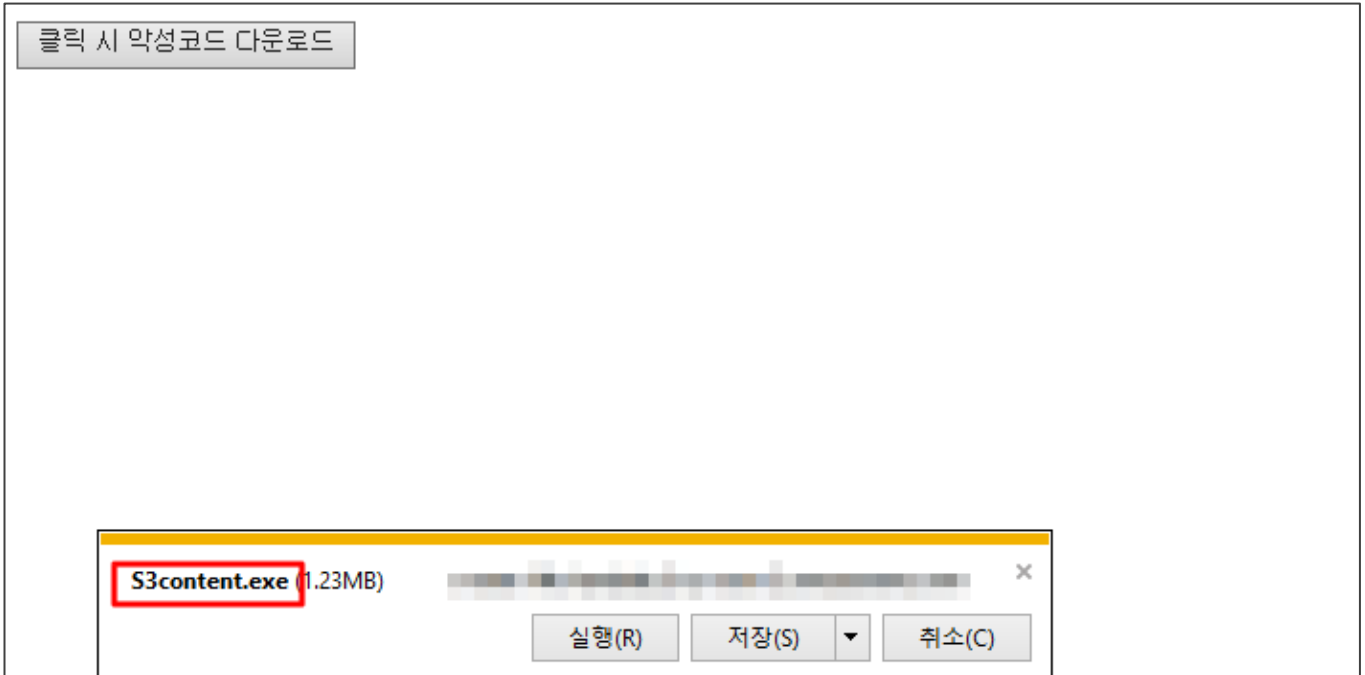 클릭 시 악성코드 다운로드
S3content.exe (1.23MB)
실행(R) 저장(S) 취소(C)